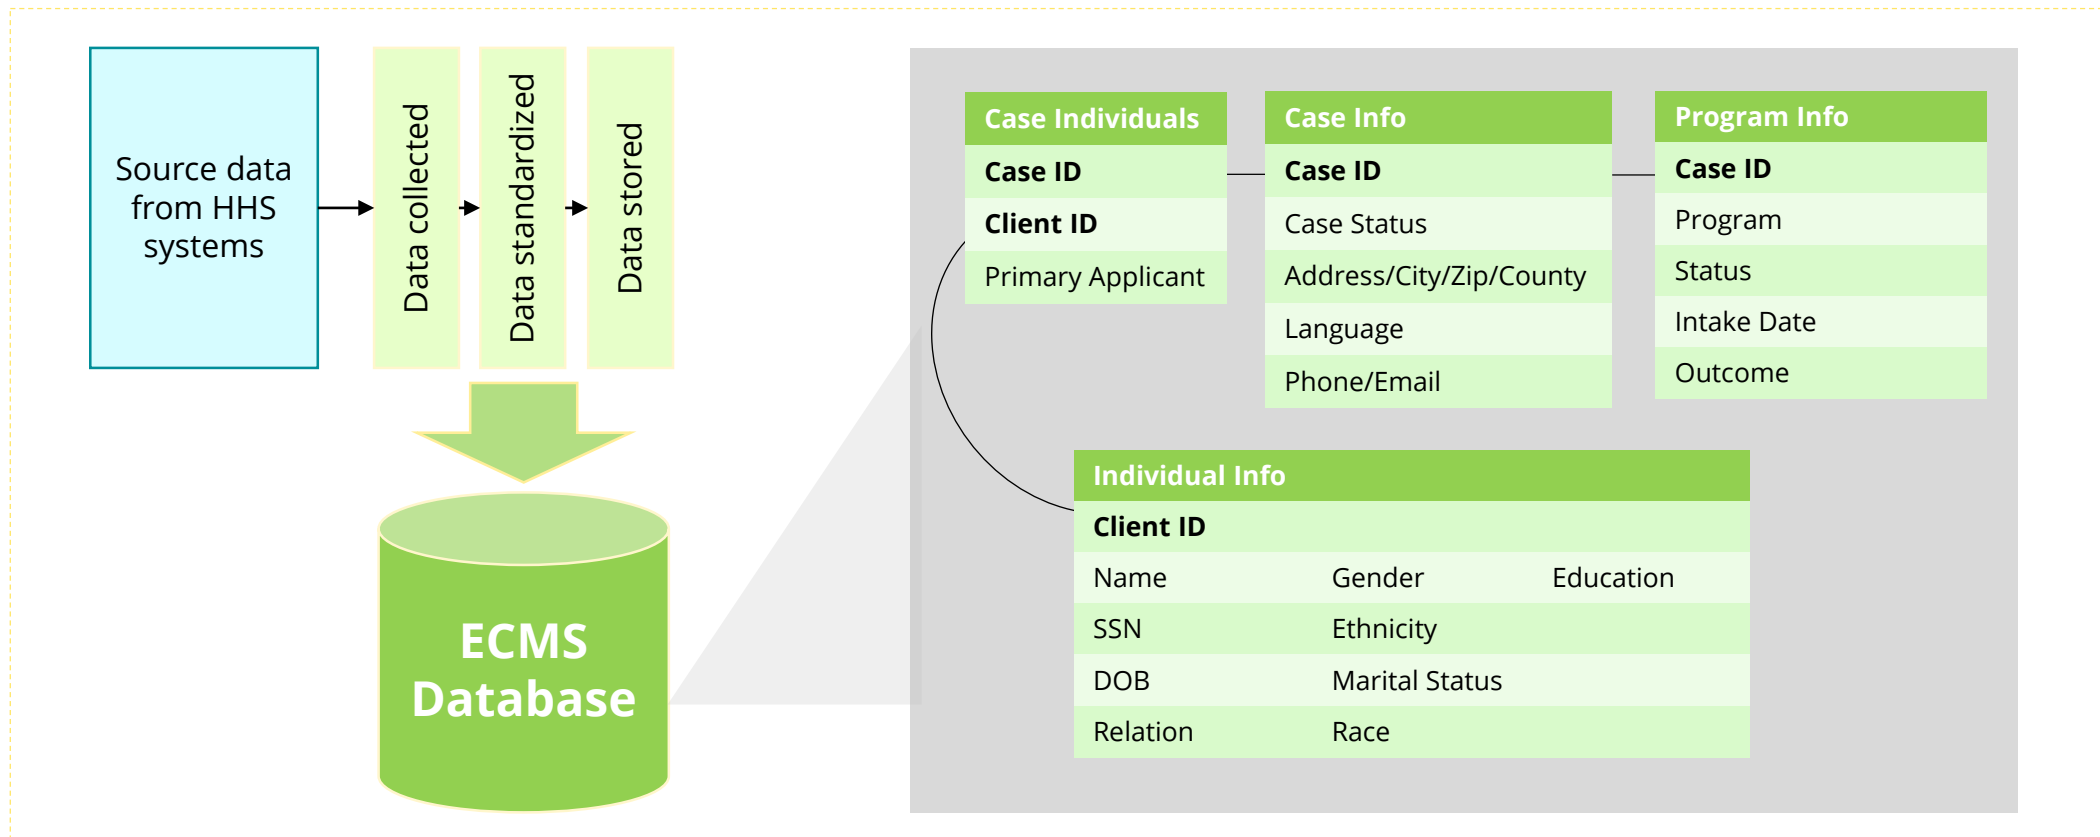 Source data
from HHS
systems
Data collected
Data standardized
Data stored
ECMS
Database
Case Individuals
Case ID
Client ID
Primary Applicant
Case Info
Case ID
Case Status
Address/City/Zip/County
Language
Phone/Email
Program Info
Case ID
Program
Status
Intake Date
Outcome
Individual Info
Client ID
Name Gender Education
SSN Ethnicity
DOB Marital Status
Relation Race